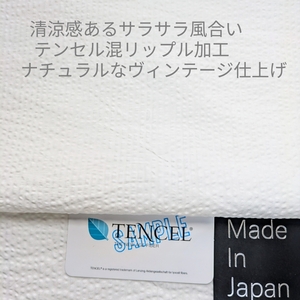 清涼感あるサラサラ風合い
テンセル混リップル加工
ナチュラルなヴィンテージ仕上げ
TENCEL
SAMPLE
Made
In
Japan